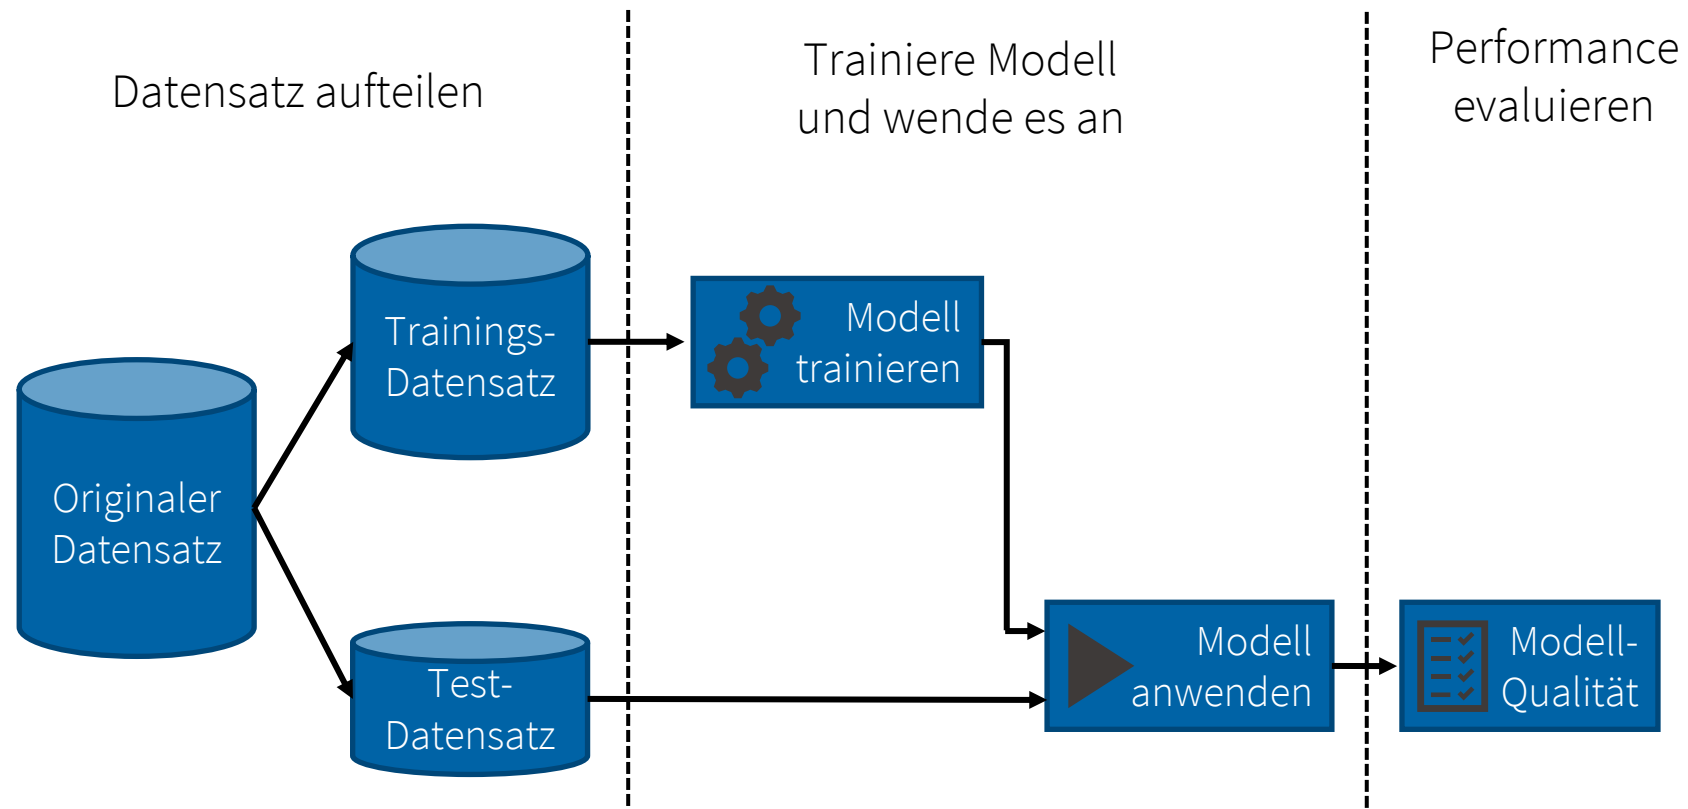 Datensatz aufteilen
Trainiere Modell
und wende es an
Performance
evaluieren
Originaler
Datensatz
Trainings-
Datensatz
Test-
Datensatz
Modell
trainieren
Modell
anwenden
Modell-
Qualität